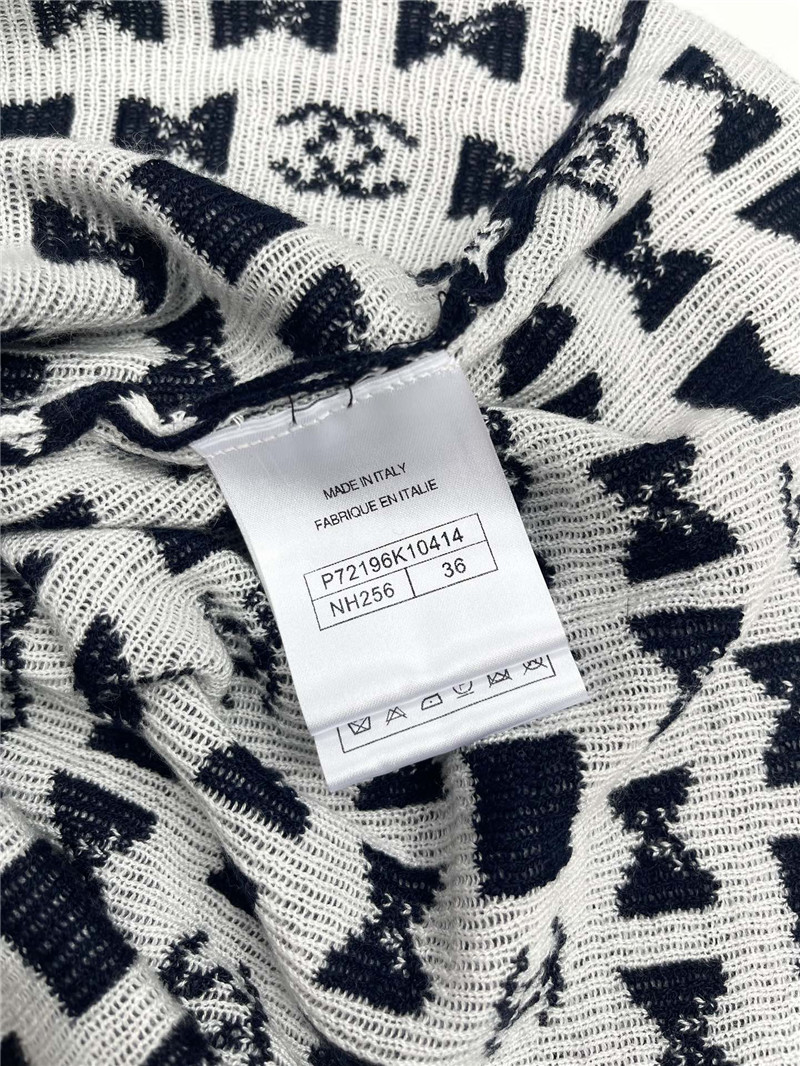 MADE IN ITALY
FABRIQUE EN ITALIE
P72196K10414
NH256 36